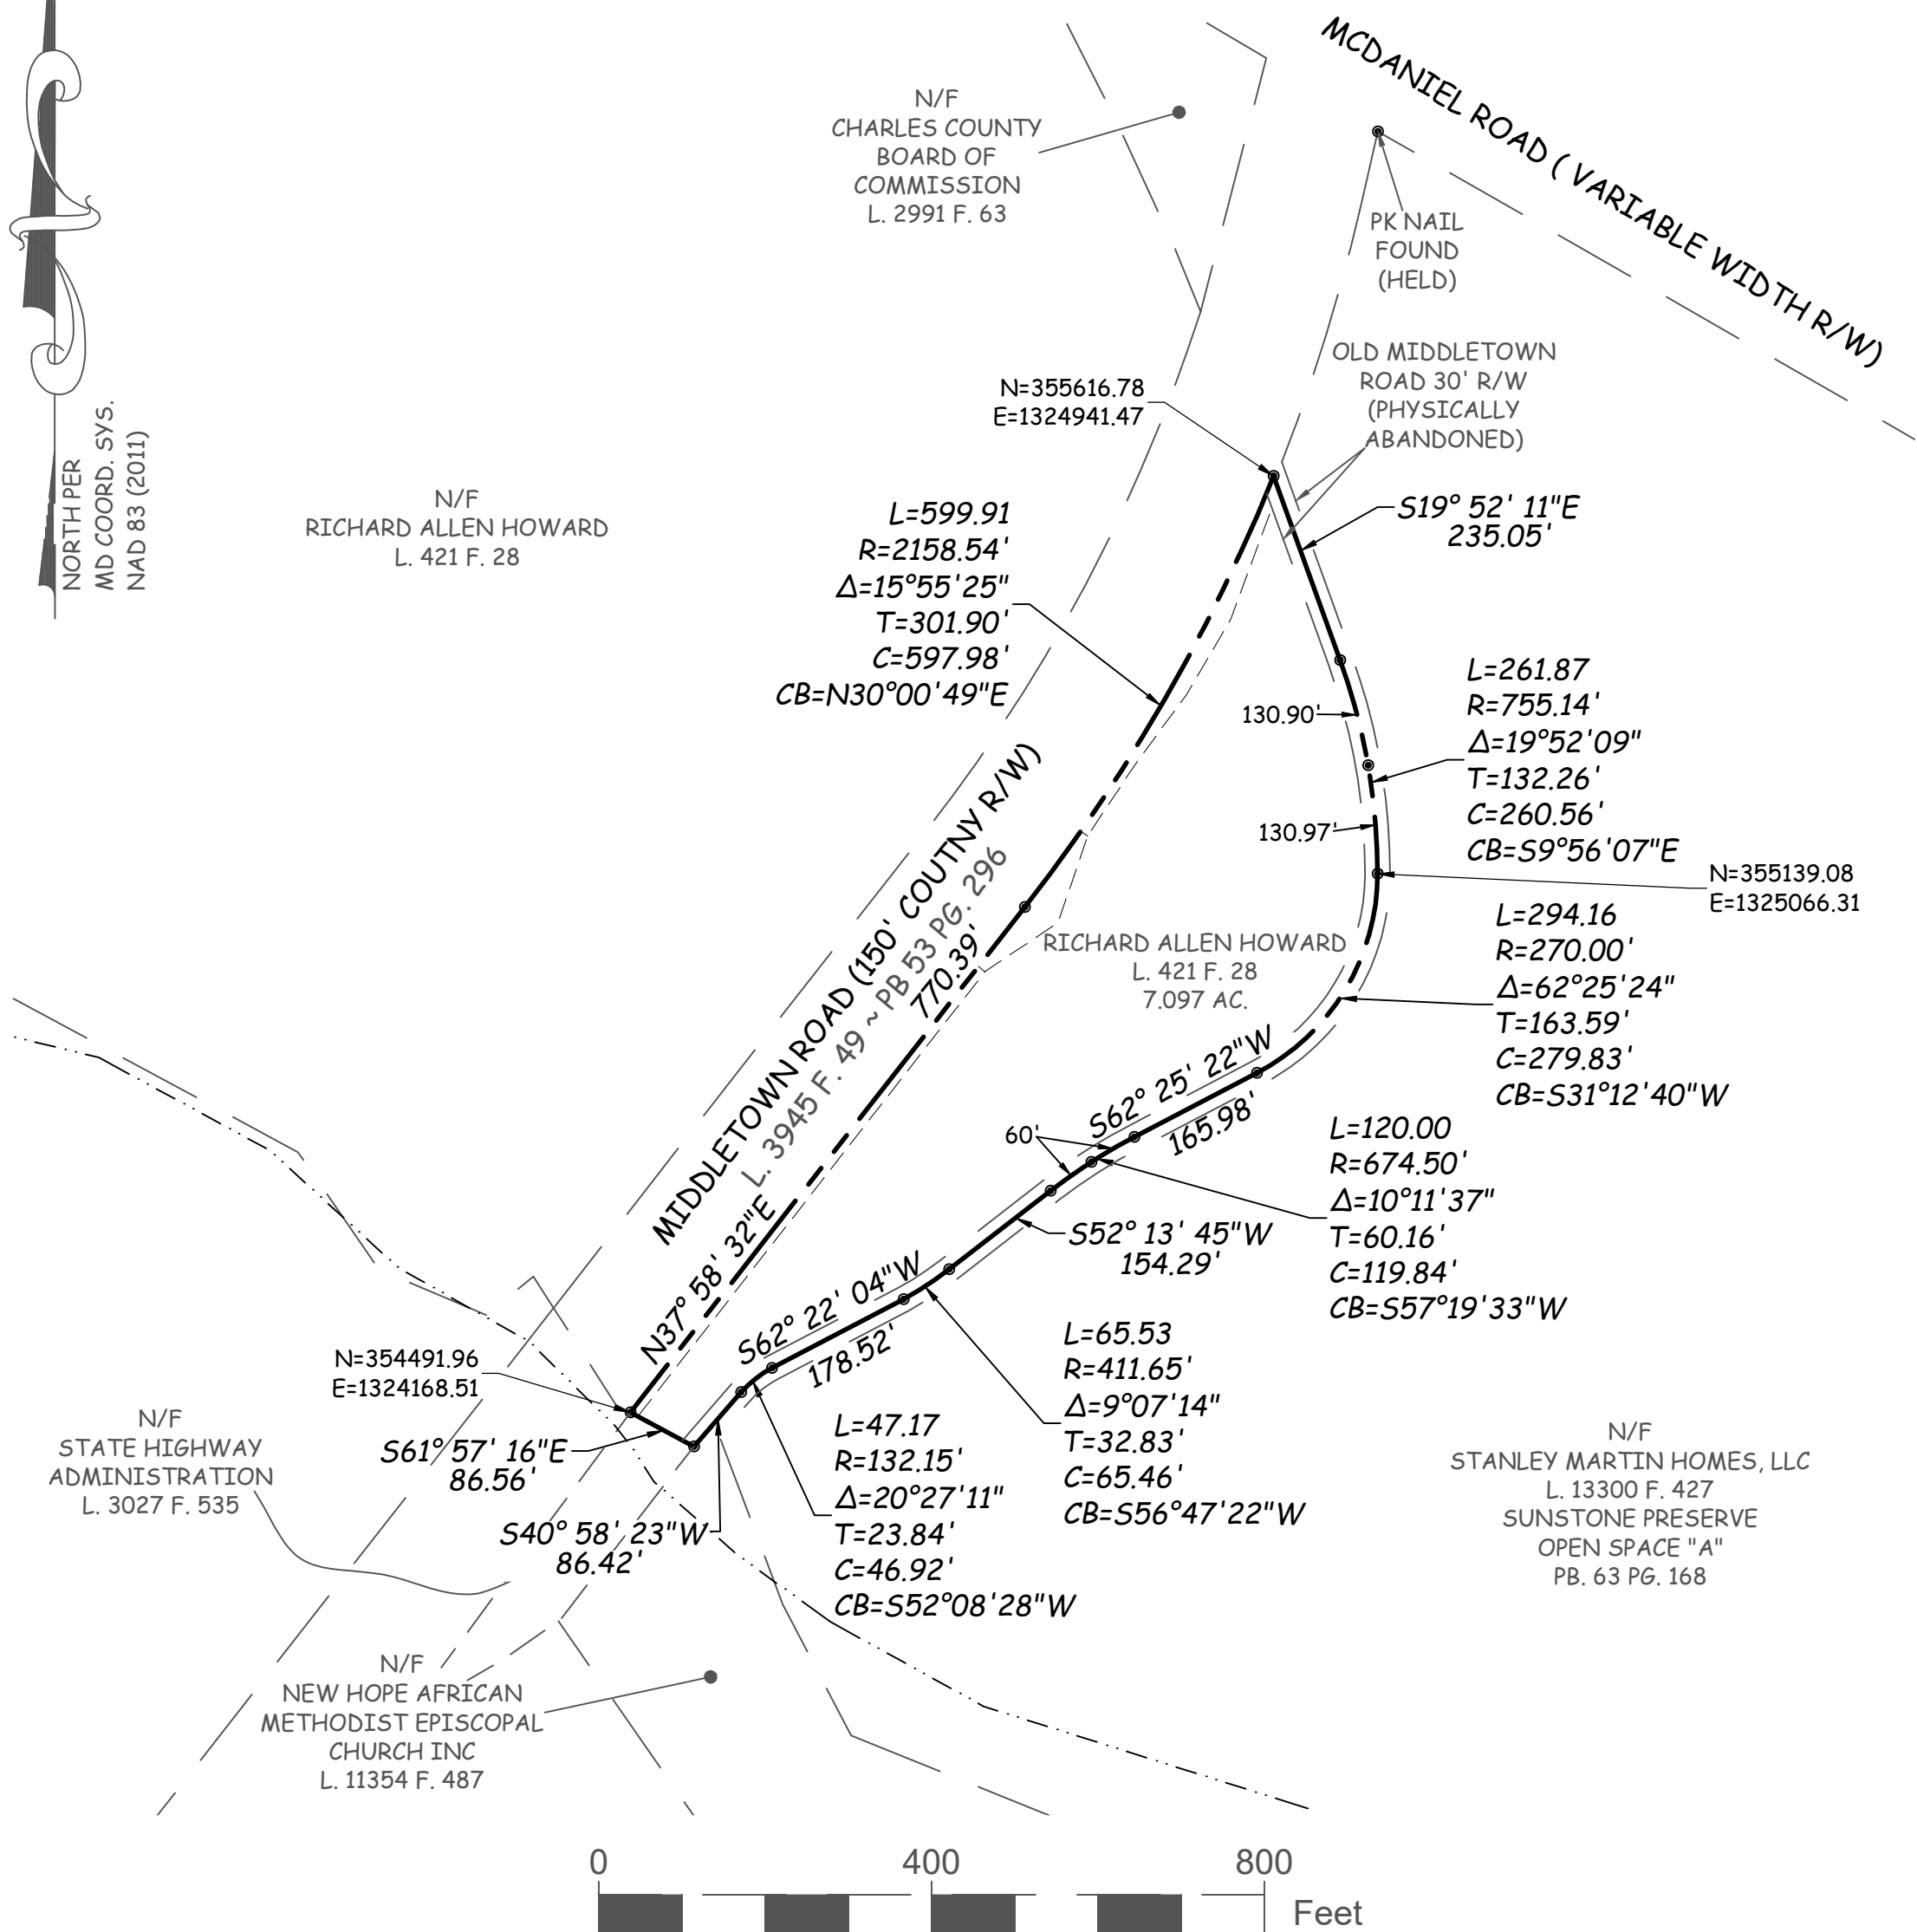 MCDANIEL ROAD ( VARIABLE WIDTH R/W)
N/F
CHARLES COUNTY
BOARD OF
COMMISSION
L. 2991 F. 63
PK NAIL
FOUND
(HELD)
OLD MIDDLETOWN
ROAD 30' R/W
(PHYSICALLY
ABANDONED)
NORTH PER
MD COORD. SYS.
NAD 83 (2011)
N=355616.78
E=1324941.47
N/F
RICHARD ALLEN HOWARD
L. 421 F. 28
L=599.91
R=2158.54'
Δ=15°55'25"
T=301.90'
C=597.98'
CB=N30°00'49"E
S19° 52' 11"E
235.05'
L=261.87
R=755.14'
Δ=19°52'09"
T=132.26'
C=260.56'
CB=S9°56'07"E
130.90'
130.97'
N=355139.08
E=1325066.31
L=294.16
R=270.00'
Δ=62°25'24"
T=163.59'
C=279.83'
CB=S31°12'40"W
RICHARD ALLEN HOWARD
L. 421 F. 28
7.097 AC.
MIDDLETOWN ROAD (150' COUTNY R/W)
L. 3945 F. 49 ~ PB 53 PG. 296
N37° 58' 32"E
770.39'
S62° 25' 22"W
165.98'
60'
L=120.00
R=674.50'
Δ=10°11'37"
T=60.16'
C=119.84'
CB=S57°19'33"W
S52° 13' 45"W
154.29'
S62° 22' 04"W
178.52'
L=65.53
R=411.65'
Δ=9°07'14"
T=32.83'
C=65.46'
CB=S56°47'22"W
N=354491.96
E=1324168.51
S61° 57' 16"E
86.56'
S40° 58' 23"W
86.42'
L=47.17
R=132.15'
Δ=20°27'11"
T=23.84'
C=46.92'
CB=S52°08'28"W
N/F
STATE HIGHWAY
ADMINISTRATION
L. 3027 F. 535
N/F
STANLEY MARTIN HOMES, LLC
L. 13300 F. 427
SUNSTONE PRESERVE
OPEN SPACE "A"
PB. 63 PG. 168
N/F
NEW HOPE AFRICAN
METHODIST EPISCOPAL
CHURCH INC
L. 11354 F. 487
0 400 800
Feet